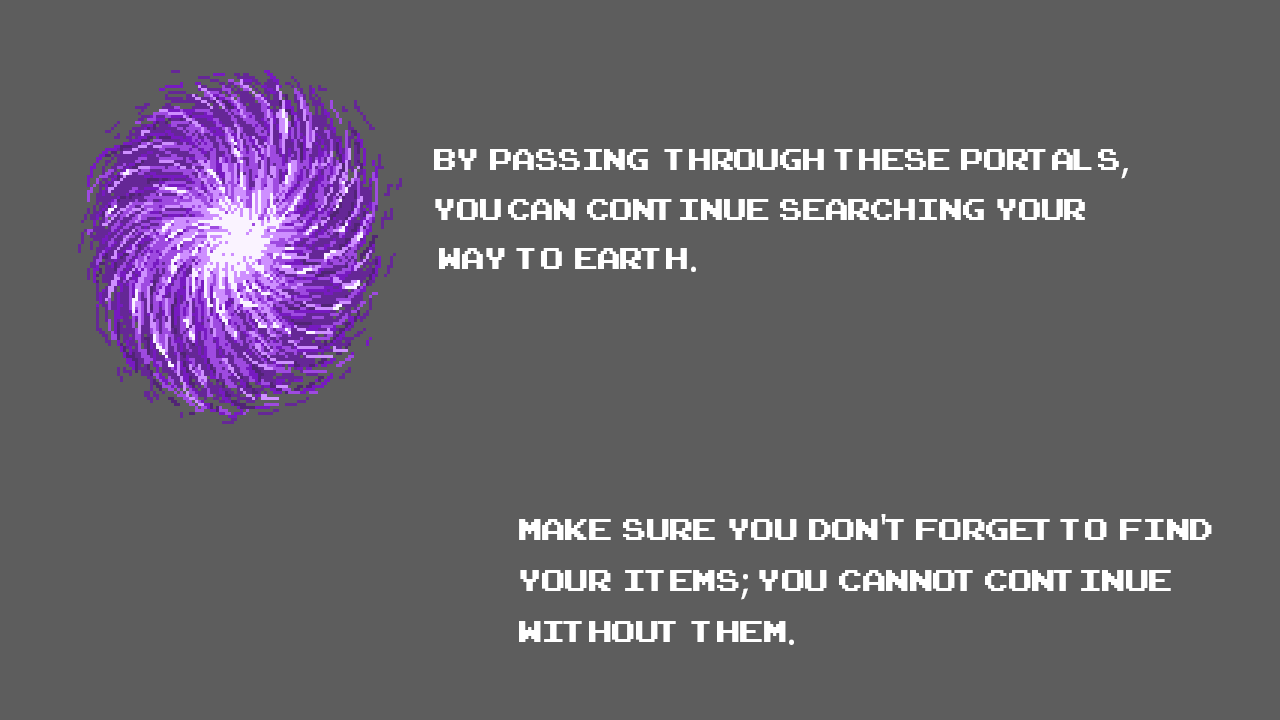 BY PASSING THROUGH THESE PORTALS,
YOU CAN CONTINUE SEARCHING YOUR
WAY TO EARTH.
MAKE SURE YOU DON'T FORGET TO FIND
YOUR ITEMS; YOU CANNOT CONTINUE
WITHOUT THEM.